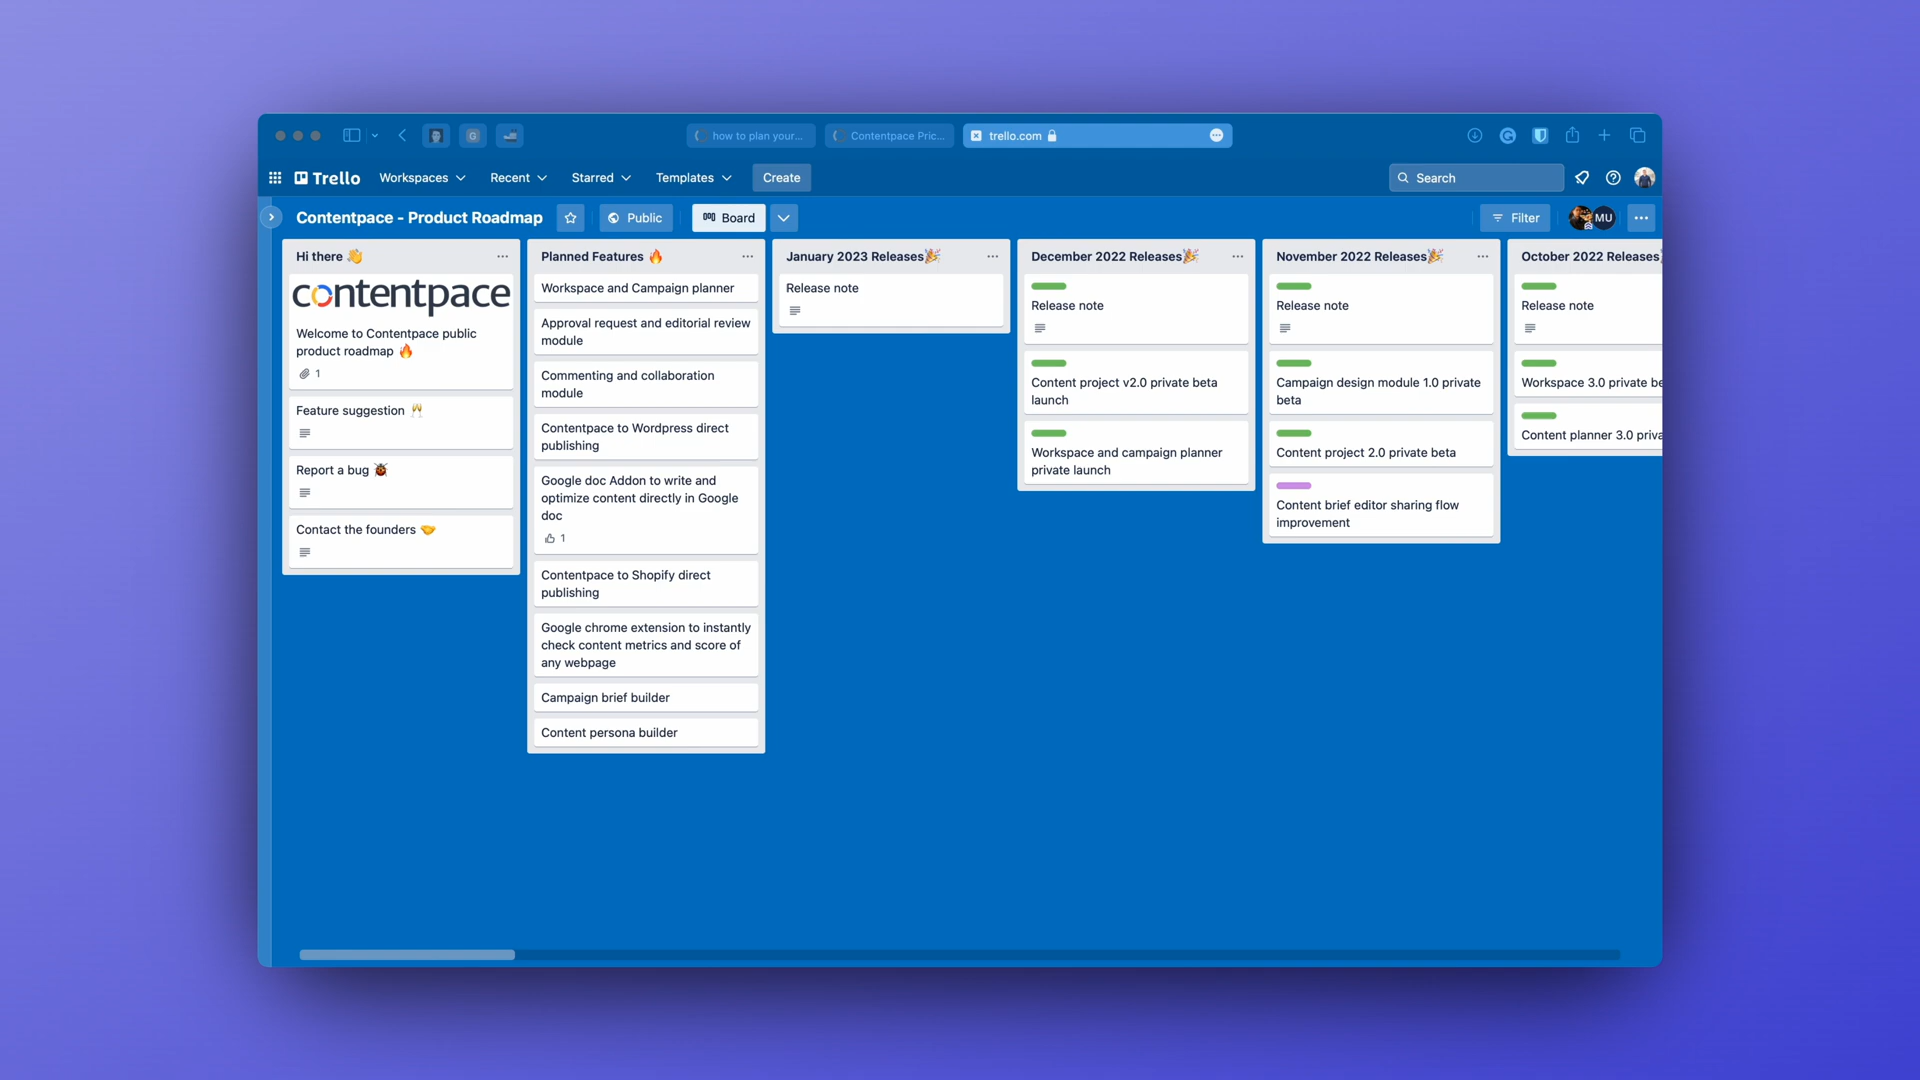 how to plan your...
Contentpace Pric...
trello.com
Trello
Workspaces
Recent
Starred
Templates
Create
Search
Contentpace - Product Roadmap
Public
Board
Filter
MU
Hi there 👋
contentpace
Welcome to Contentpace public
product roadmap 🔥
1
Feature suggestion 🥂
Report a bug 🐞
Contact the founders 🤝
Planned Features 🔥
Workspace and Campaign planner
Approval request and editorial review
module
Commenting and collaboration
module
Contentpace to Wordpress direct
publishing
Google doc Addon to write and
optimize content directly in Google
doc
1
Contentpace to Shopify direct
publishing
Google chrome extension to instantly
check content metrics and score of
any webpage
Campaign brief builder
Content persona builder
January 2023 Releases🎉
Release note
December 2022 Releases🎉
Release note
Content project v2.0 private beta
launch
Workspace and campaign planner
private launch
November 2022 Releases🎉
Release note
Campaign design module 1.0 private
beta
Content project 2.0 private beta
Content brief editor sharing flow
improvement
October 2022 Releases
Release note
Workspace 3.0 private be
Content planner 3.0 priva